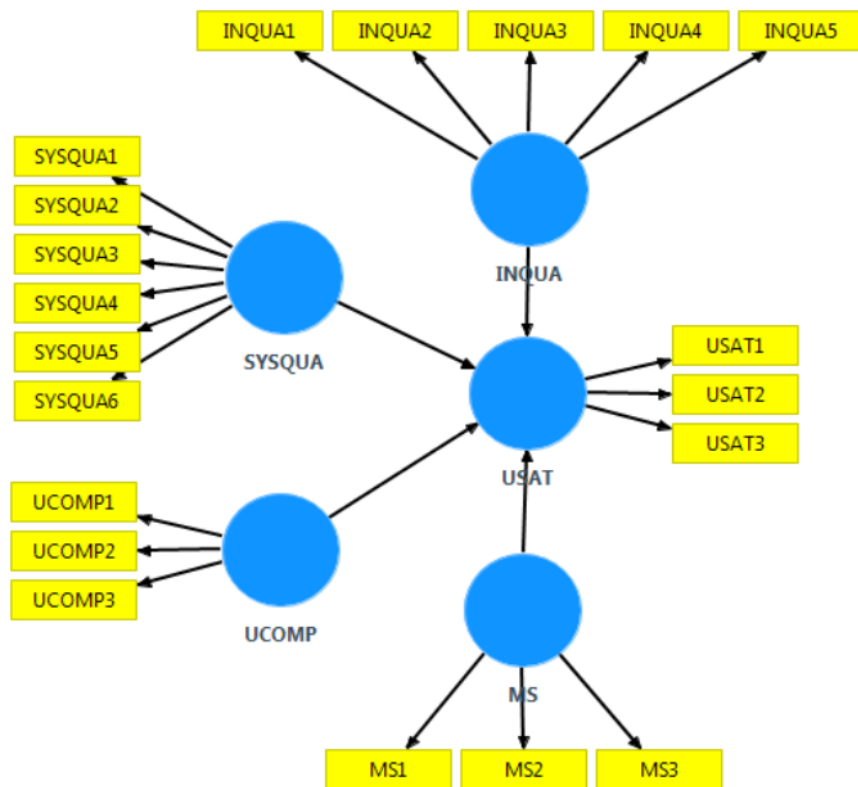 INQUA1 INQUA2 INQUA3 INQUA4 INQUA5
SYSQUA1
SYSQUA2
SYSQUA3
SYSQUA4
SYSQUA5
SYSQUA6
SYSQUA
INQUA
USAT1
USAT2
USAT3
USAT
UCOMP1
UCOMP2
UCOMP3
UCOMP
MS
MS1 MS2 MS3